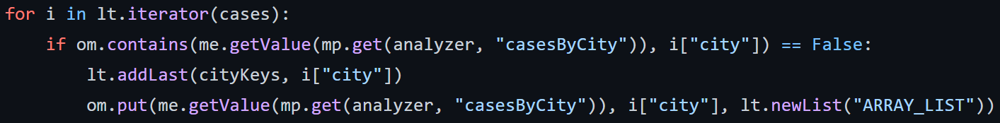 for i in lt.iterator(cases):
    if om.contains(me.getValue(mp.get(analyzer, "casesByCity")), i["city"]) == False:
        lt.addLast(cityKeys, i["city"])
        om.put(me.getValue(mp.get(analyzer, "casesByCity")), i["city"], lt.newList("ARRAY_LIST"))